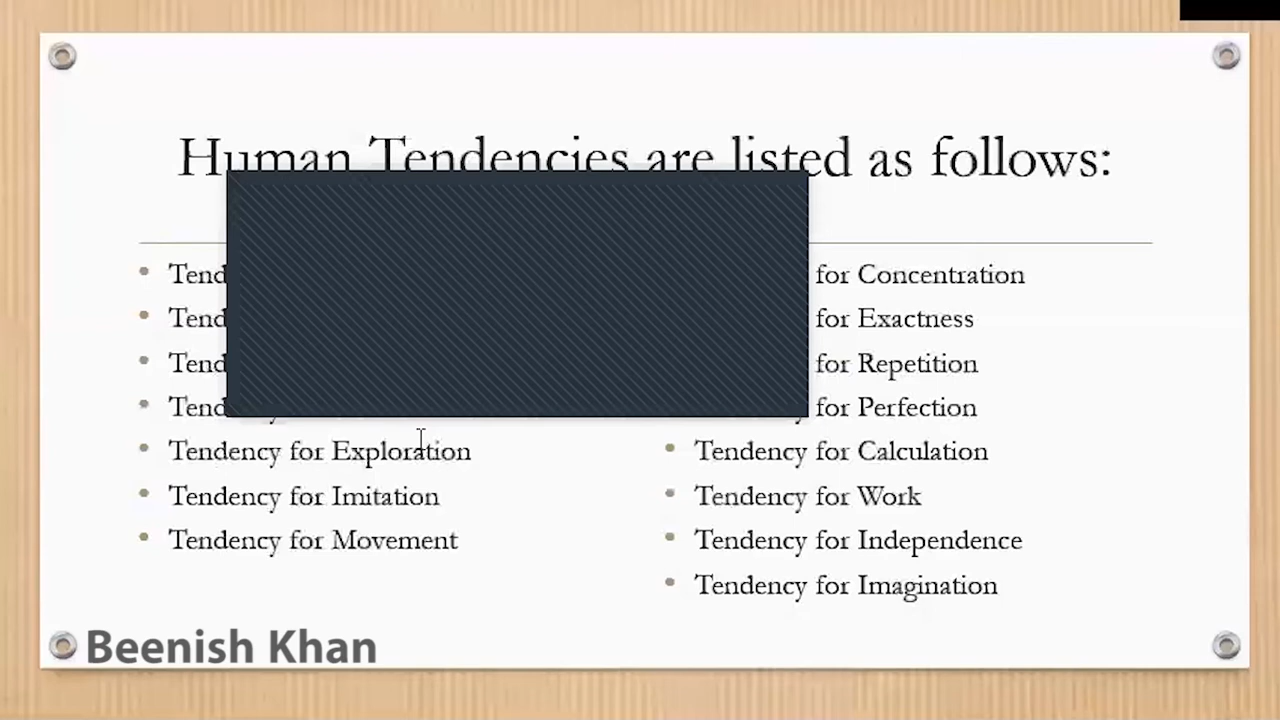 Human Tendencies are listed as follows:
Tend
Tend
Tend
Tend
Tendency for Exploration
Tendency for Imitation
Tendency for Movement
for Concentration
for Exactness
for Repetition
for Perfection
Tendency for Calculation
Tendency for Work
Tendency for Independence
Tendency for Imagination
Beenish Khan